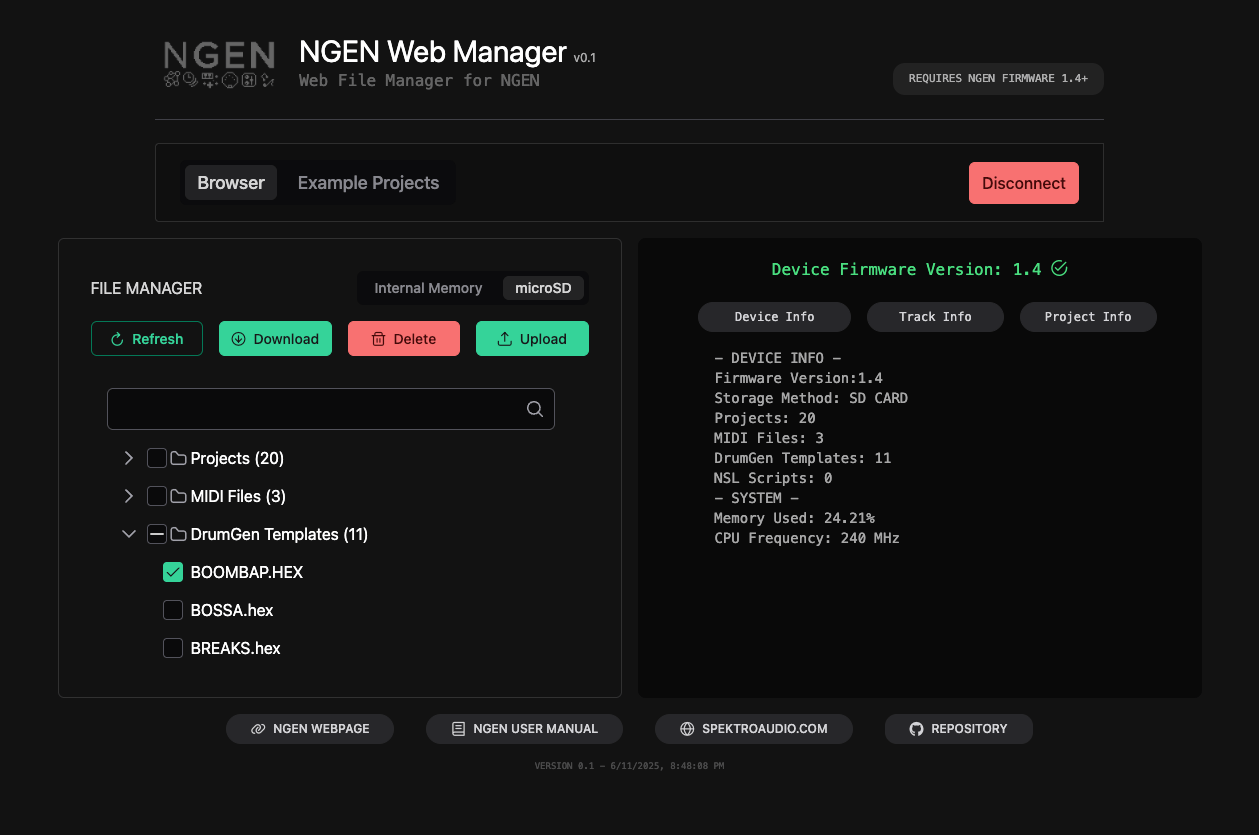 NGEN
NGEN Web Manager v0.1
Web File Manager for NGEN
REQUIRES NGEN FIRMWARE 1.4+
Browser
Example Projects
Disconnect
FILE MANAGER
Internal Memory
microSD
Refresh
Download
Delete
Upload
Projects (20)
MIDI Files (3)
DrumGen Templates (11)
BOOMBAP.HEX
BOSSA.hex
BREAKS.hex
Device Firmware Version: 1.4
Device Info
Track Info
Project Info
– DEVICE INFO –
Firmware Version:1.4
Storage Method: SD CARD
Projects: 20
MIDI Files: 3
DrumGen Templates: 11
NSL Scripts: 0
– SYSTEM –
Memory Used: 24.21%
CPU Frequency: 240 MHz
NGEN WEBPAGE
NGEN USER MANUAL
SPEKTROAUDIO.COM
REPOSITORY
VERSION 0.1 – 6/11/2025, 8:48:08 PM